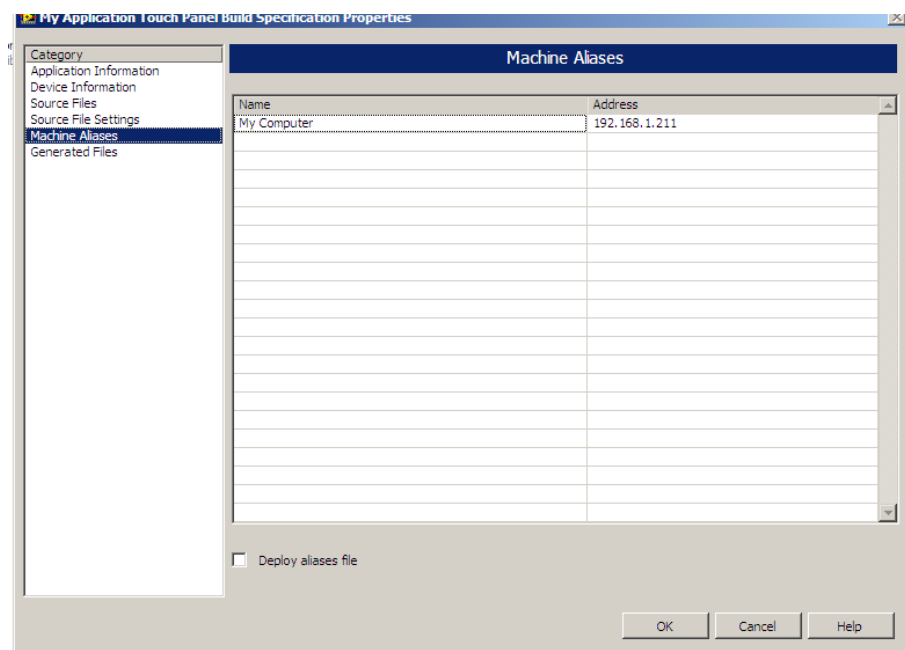 My Application Touch Panel Build Specification Properties
Category
Application Information
Device Information
Source Files
Source File Settings
Machine Aliases
Generated Files
Machine Aliases
Name Address
My Computer 192.168.1.211
Deploy aliases file
OK Cancel Help